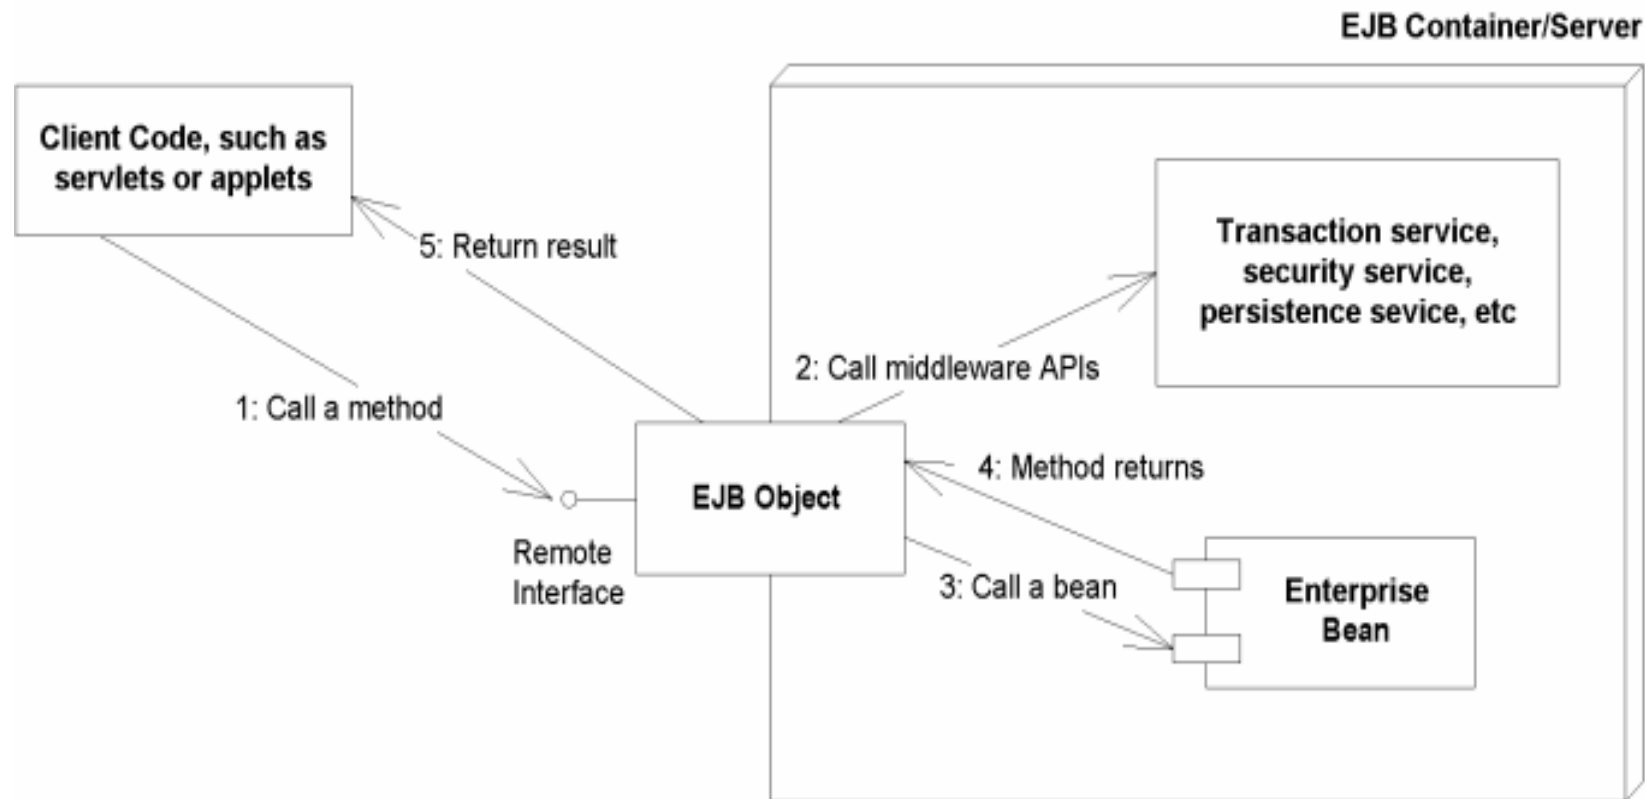 EJB Container/Server
Client Code, such as
servlets or applets
5: Return result
Transaction service,
security service,
persistence sevice, etc
2: Call middleware APIs
1: Call a method
4: Method returns
EJB Object
Remote
Interface
3: Call a bean
Enterprise
Bean